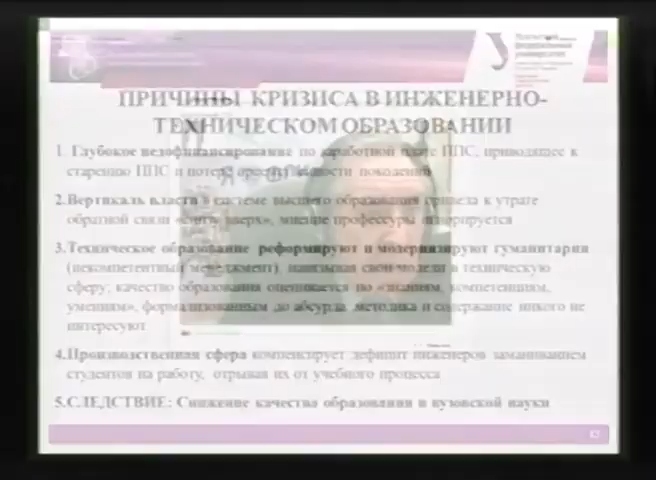 Южный
федеральный
университет
ПРИЧИНЫ КРИЗИСА В ИНЖЕНЕРНО-
ТЕХНИЧЕСКОМ ОБРАЗОВАНИИ
1. Глубокое недофинансирование по заработной плате ППС, приводящее к
старению ППС и потере преемственности поколений
2.Вертикаль власти в системе высшего образования привела к утрате
обратной связи «снизу вверх», мнение профессуры игнорируется
3.Техническое образование реформируют и модернизируют гуманитарии
(некомпетентный менеджмент), навязывая свои модели в техническую
сферу; качество образования оценивается по «знаниям, компетенциям,
умениям», формализованным до абсурда, методика и содержание никого не
интересуют
4.Производственная сфера компенсирует дефицит инженеров заманиванием
студентов на работу, отрывая их от учебного процесса
5.СЛЕДСТВИЕ: Снижение качества образования и вузовской науки
12